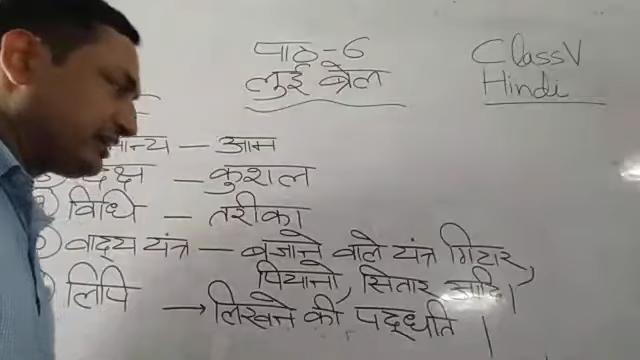 पाठ-6
लुई ब्रेल
Class V
Hindi
– आम
– कुशल
विधि – तरीका
वाद्य यंत्र – बजाने वाले यंत्र गिटार,
पियानो, सितार आदि।
लिपि → लिखने की पद्धति।